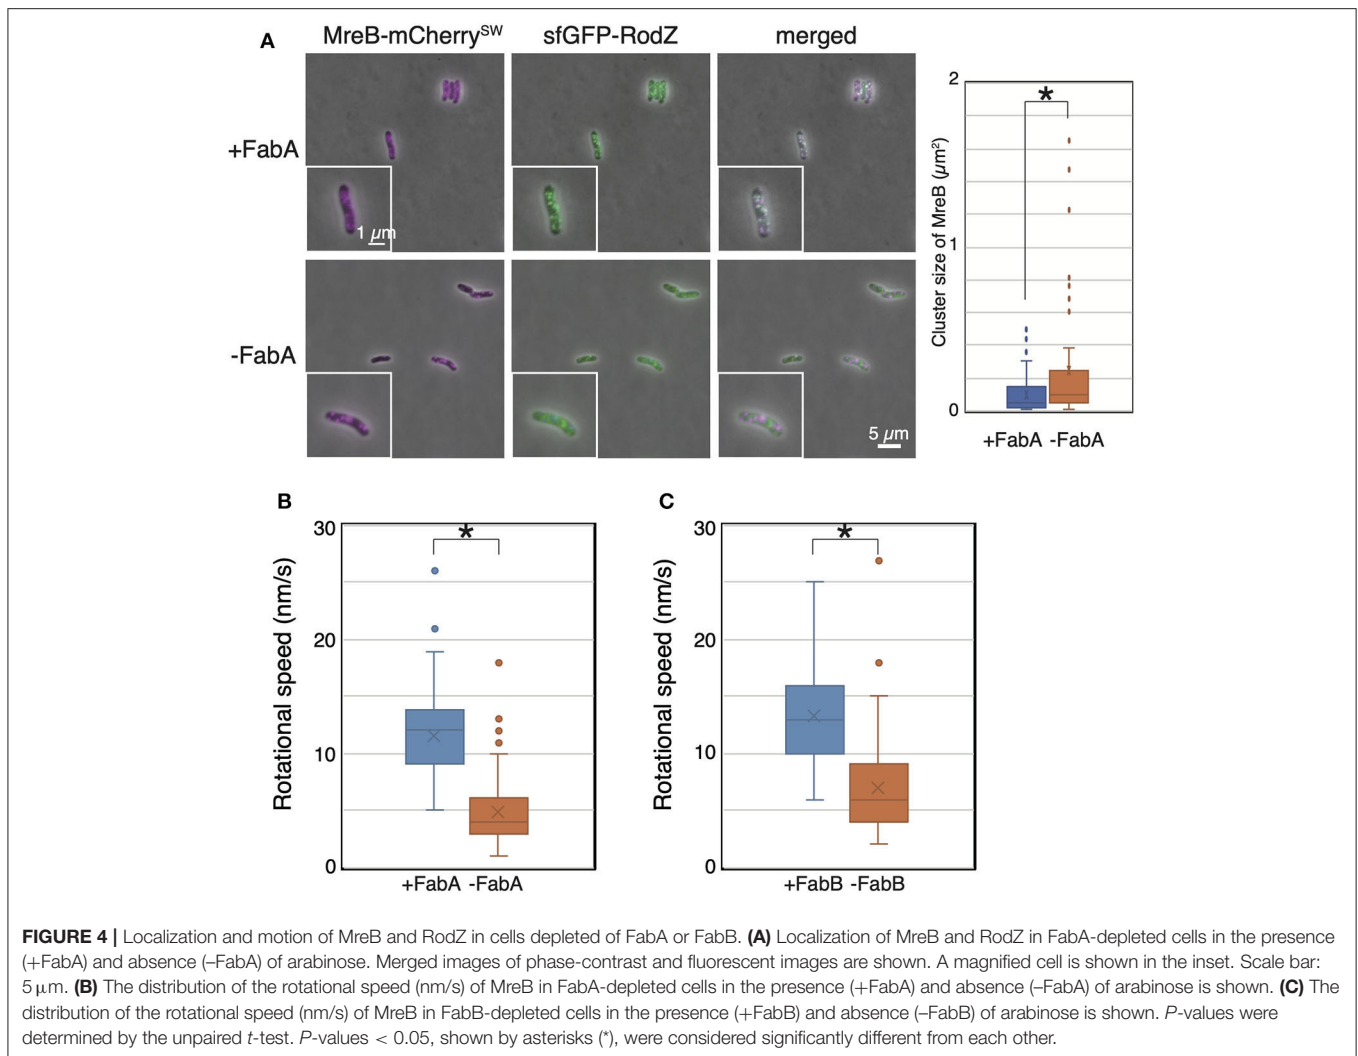 A
MreB-mCherrySW
sfGFP-RodZ
merged
+FabA
1 μm
-FabA
5 μm
Cluster size of MreB (μm²)
2
1
0
*
+FabA -FabA
B
Rotational speed (nm/s)
30
20
10
0
*
+FabA -FabA
C
Rotational speed (nm/s)
30
20
10
0
*
+FabB -FabB
FIGURE 4 | Localization and motion of MreB and RodZ in cells depleted of FabA or FabB. (A) Localization of MreB and RodZ in FabA-depleted cells in the presence
(+FabA) and absence (–FabA) of arabinose. Merged images of phase-contrast and fluorescent images are shown. A magnified cell is shown in the inset. Scale bar:
5 μm. (B) The distribution of the rotational speed (nm/s) of MreB in FabA-depleted cells in the presence (+FabA) and absence (–FabA) of arabinose is shown. (C) The
distribution of the rotational speed (nm/s) of MreB in FabB-depleted cells in the presence (+FabB) and absence (–FabB) of arabinose is shown. P-values were
determined by the unpaired t-test. P-values < 0.05, shown by asterisks (*), were considered significantly different from each other.